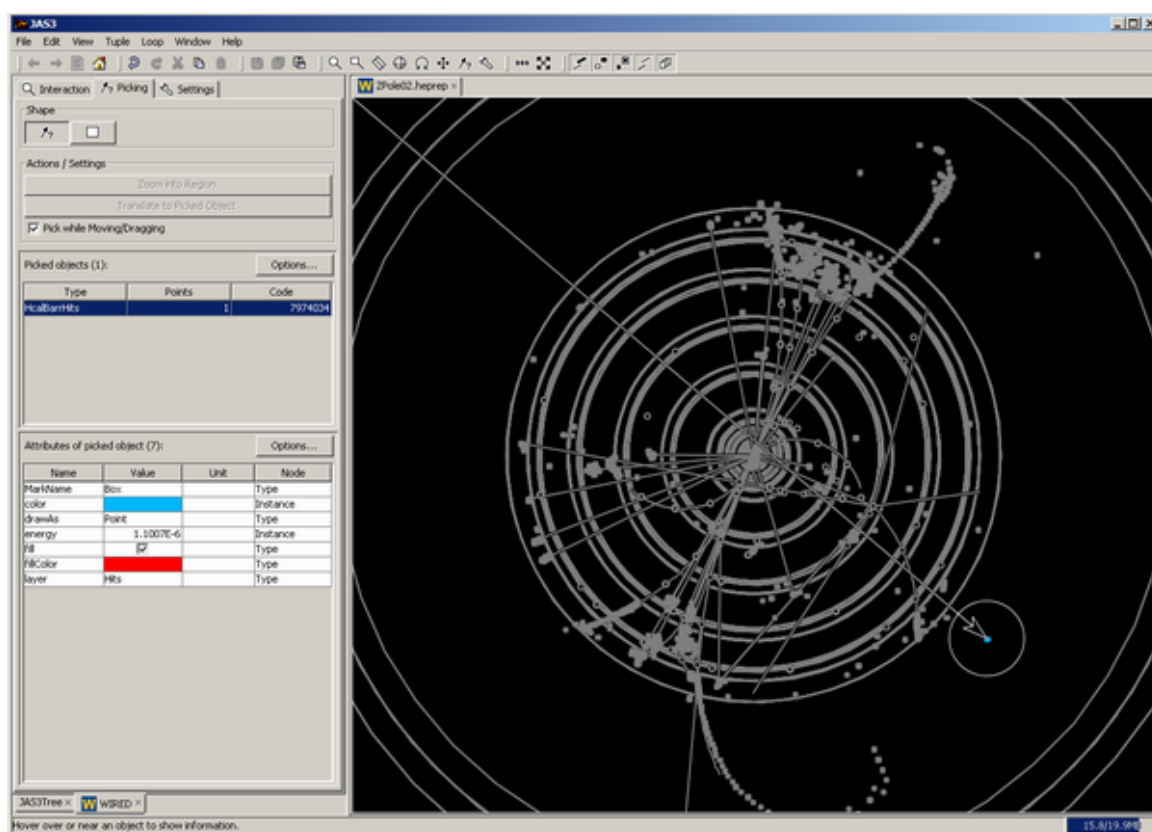 JAS3
File Edit View Tuple Loop Window Help
Interaction Picking Settings
ZPole02.heprep
Shape
Actions / Settings
Zoom into Region
Translate to Picked Object
Pick while Moving/Dragging
Picked objects (1): Options...
Type Points Code
HcalBarrHits 1 7974034
Attributes of picked object (7): Options...
Name Value Unit Node
MarkName Box Type
color Instance
drawAs Point Type
energy 1.1007E-6 Instance
fill Type
fillColor Type
layer Hits Type
JAS3Tree WIRED
Hover over or near an object to show information.
15.8/19.9MB